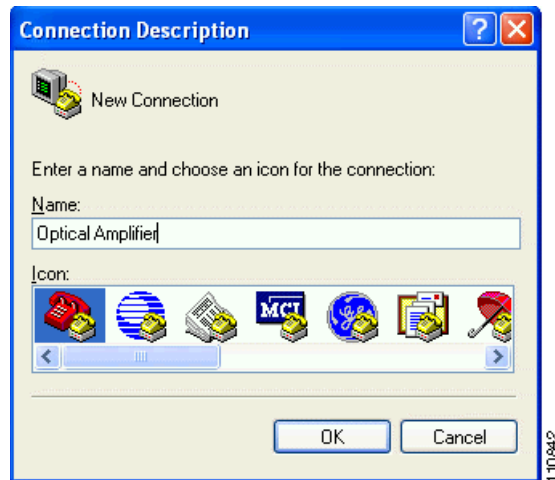 Connection Description
New Connection
Enter a name and choose an icon for the connection:
Name:
Optical Amplifier
Icon:
MCI
OK Cancel
110842